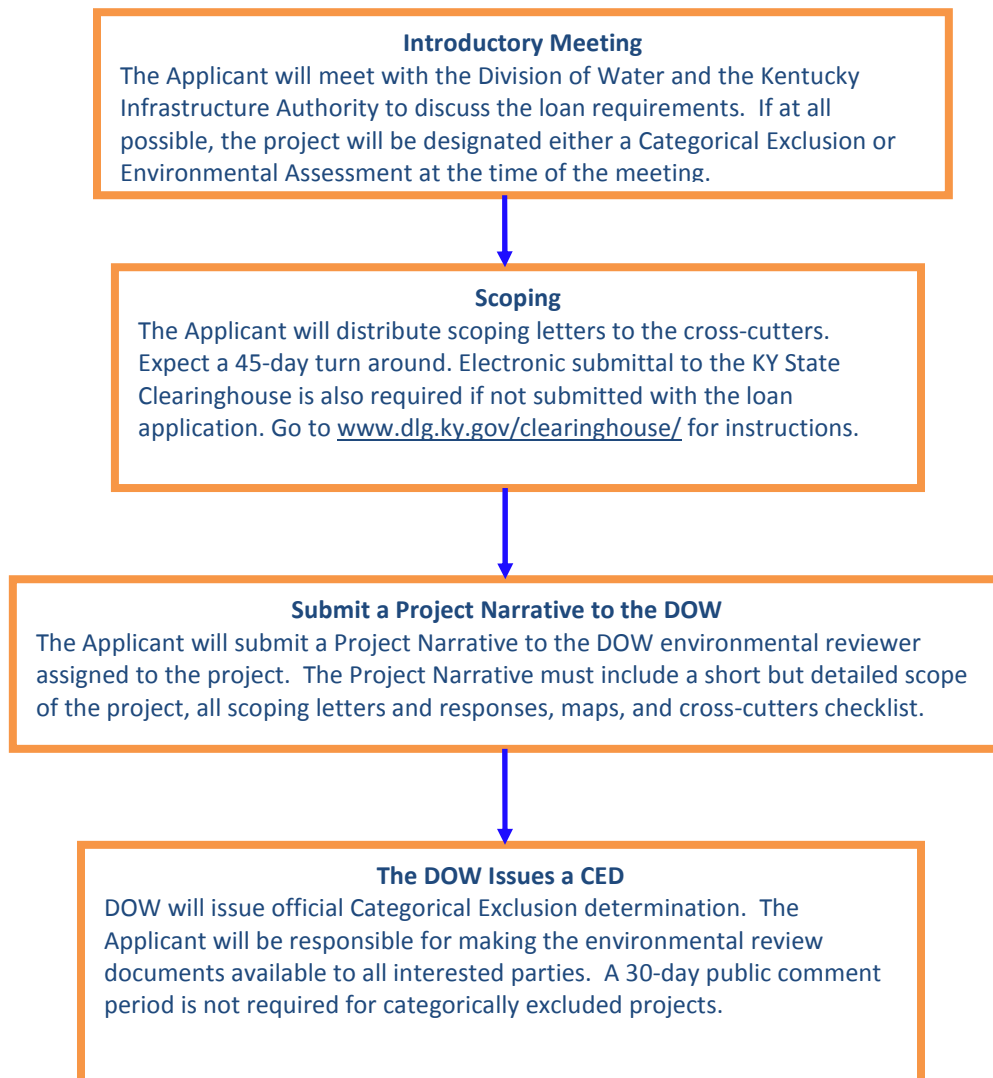 Introductory Meeting
The Applicant will meet with the Division of Water and the Kentucky
Infrastructure Authority to discuss the loan requirements.  If at all
possible, the project will be designated either a Categorical Exclusion or
Environmental Assessment at the time of the meeting.
Scoping
The Applicant will distribute scoping letters to the cross-cutters.
Expect a 45-day turn around. Electronic submittal to the KY State
Clearinghouse is also required if not submitted with the loan
application. Go to www.dlg.ky.gov/clearinghouse/ for instructions.
Submit a Project Narrative to the DOW
The Applicant will submit a Project Narrative to the DOW environmental reviewer
assigned to the project.  The Project Narrative must include a short but detailed scope
of the project, all scoping letters and responses, maps, and cross-cutters checklist.
The DOW Issues a CED
DOW will issue official Categorical Exclusion determination.  The
Applicant will be responsible for making the environmental review
documents available to all interested parties.  A 30-day public comment
period is not required for categorically excluded projects.